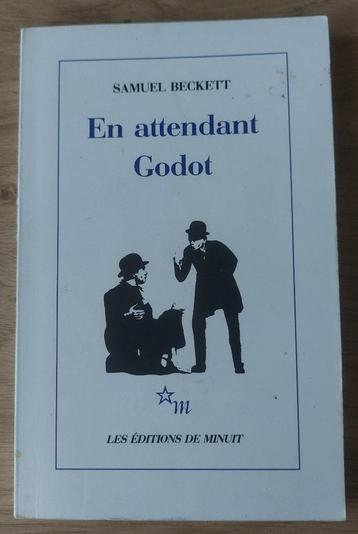 SAMUEL BECKETT
En attendant
Godot
m
LES ÉDITIONS DE MINUIT